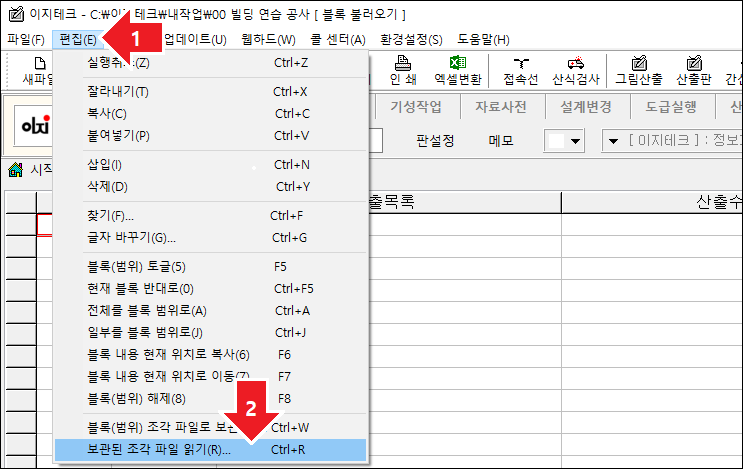 이지테크 - C:₩이지 테크₩내작업₩00 빌딩 연습 공사 [ 블록 불러오기 ]
파일(F) 편집(E) 1 업데이트(U) 웹하드(W) 콜 센타(A) 환경설정(S) 도움말(H)
새파일 인 쇄 엑셀변환 접속선 산식검사 그림산출 산출판
실행취소(Z) Ctrl+Z
잘라내기(T) Ctrl+X
복사(C) Ctrl+C
붙여넣기(P) Ctrl+V
삽입(I) Ctrl+N
삭제(D) Ctrl+Y
찾기(F)... Ctrl+F
글자 바꾸기(G)... Ctrl+G
블록(범위) 토글(5) F5
현재 블록 반대로(0) Ctrl+F5
전체를 블록 범위로(A) Ctrl+A
일부를 블록 범위로(J) Ctrl+J
블록 내용 현재 위치로 복사(6) F6
블록 내용 현재 위치로 이동(7) F7
블록(범위) 해제(8) F8
2
블록(범위) 조각 파일로 보관 Ctrl+W
보관된 조각 파일 읽기(R)... Ctrl+R
이지
기성작업 자료사전 설계변경 도급실행
판설정 메모 [ 이지테크 ] : 정보
시작
출목록 산출수